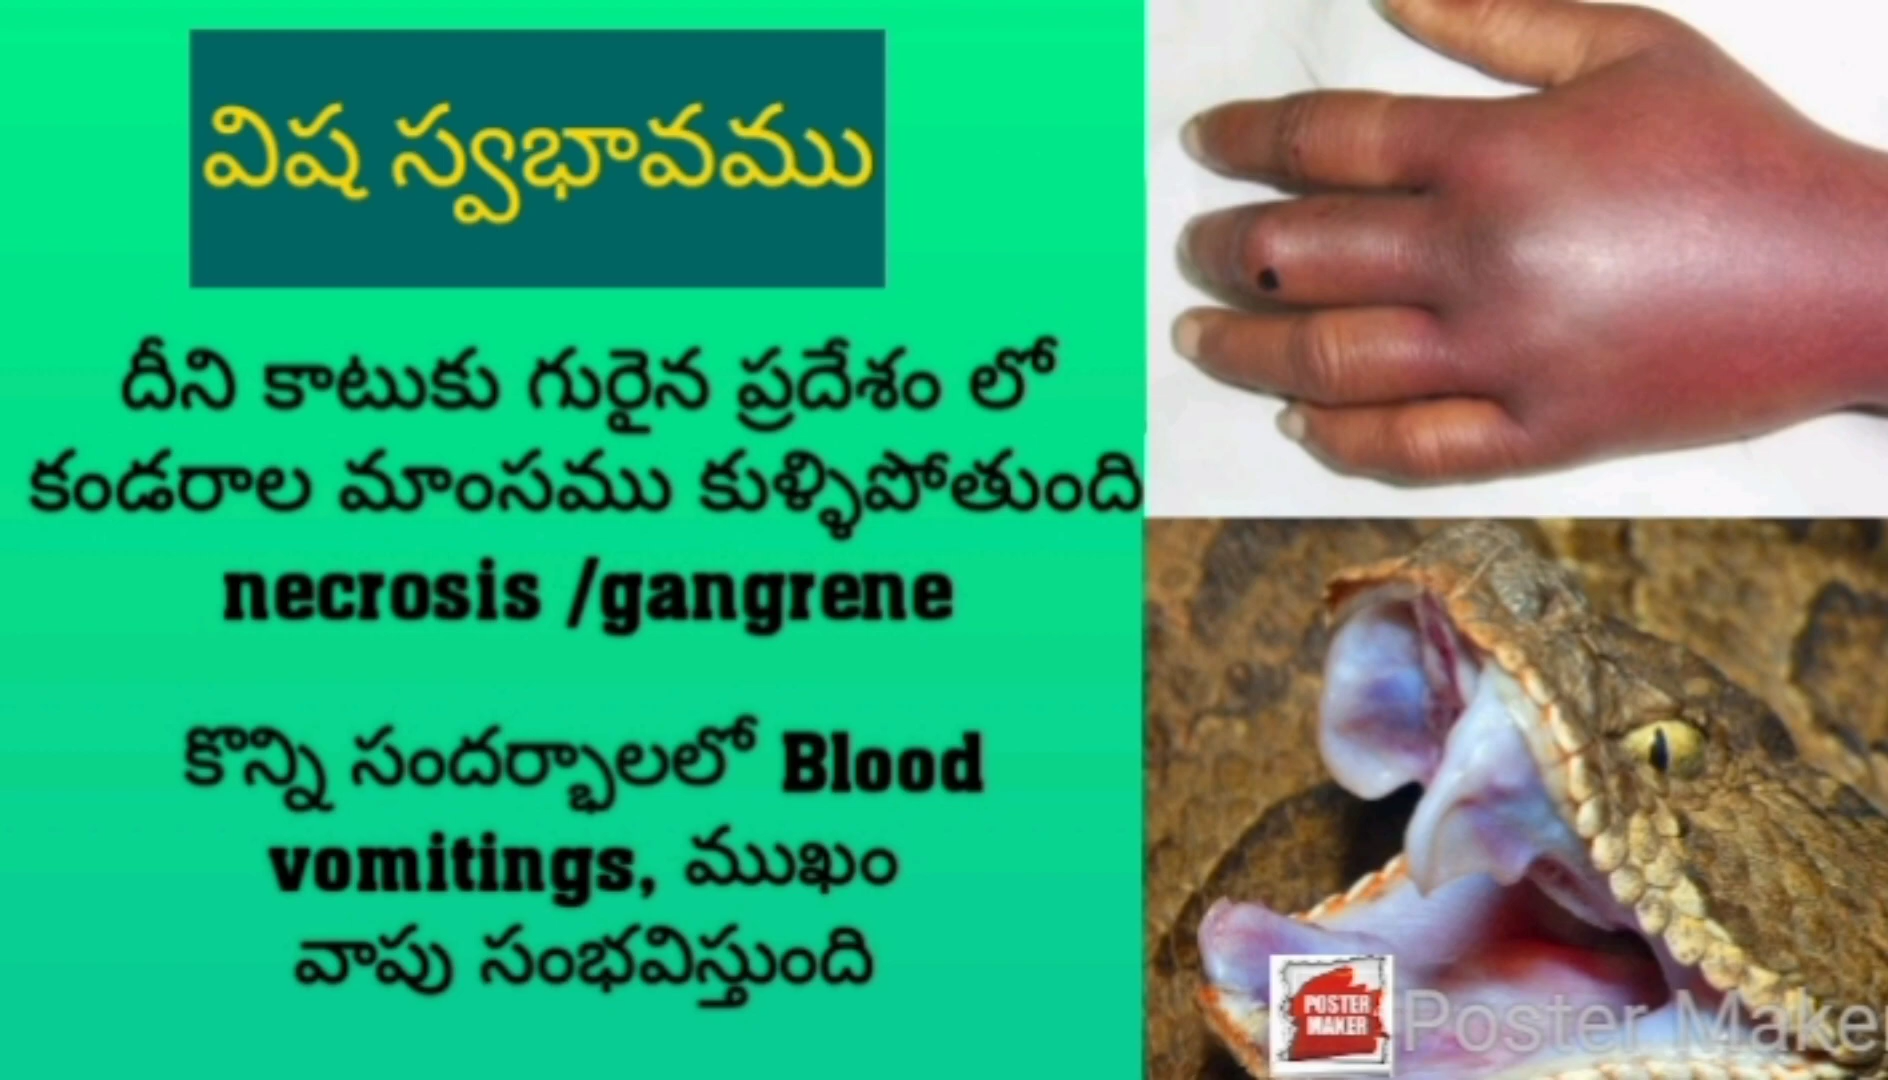 విష స్వభావము
దీని కాటుకు గురైన ప్రదేశం లో
కండరాల మాంసము కుళ్ళిపోతుంది
necrosis /gangrene
కొన్ని సందర్భాలలో Blood
vomitings, ముఖం
వాపు సంభవిస్తుంది
POSTER
MAKER
Poster Maker